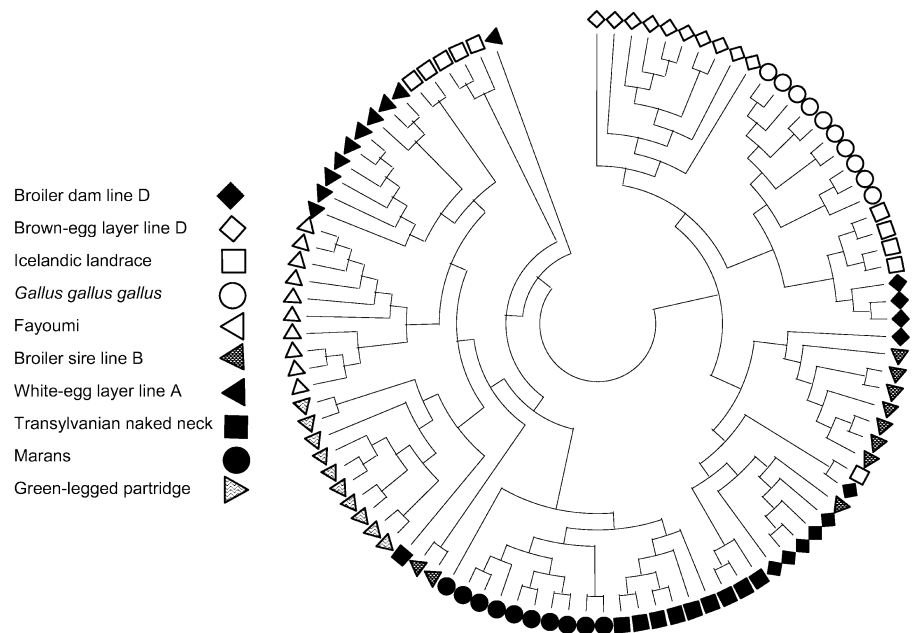 Broiler dam line D
Brown-egg layer line D
Icelandic landrace
Gallus gallus gallus
Fayoumi
Broiler sire line B
White-egg layer line A
Transylvanian naked neck
Marans
Green-legged partridge